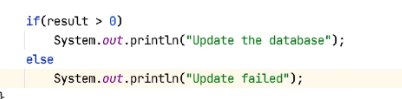 if(result > 0)
    System.out.println("Update the database");
else
    System.out.println("Update failed");
}